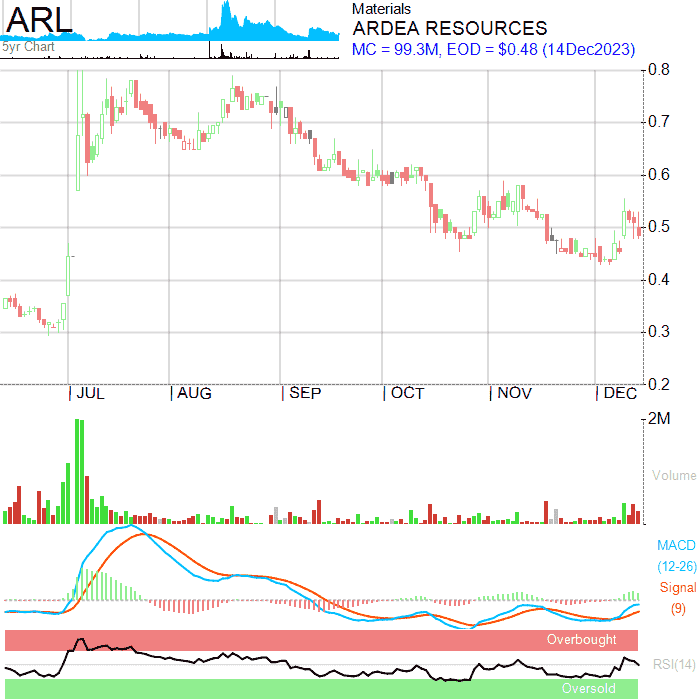 ARL
5yr Chart
Materials
ARDEA RESOURCES
MC = 99.3M, EOD = $0.48 (14Dec2023)
0.8
0.7
0.6
0.5
0.4
0.3
0.2
JUL AUG SEP OCT NOV DEC
2M
Volume
MACD
(12-26)
Signal
(9)
Overbought
RSI(14)
Oversold